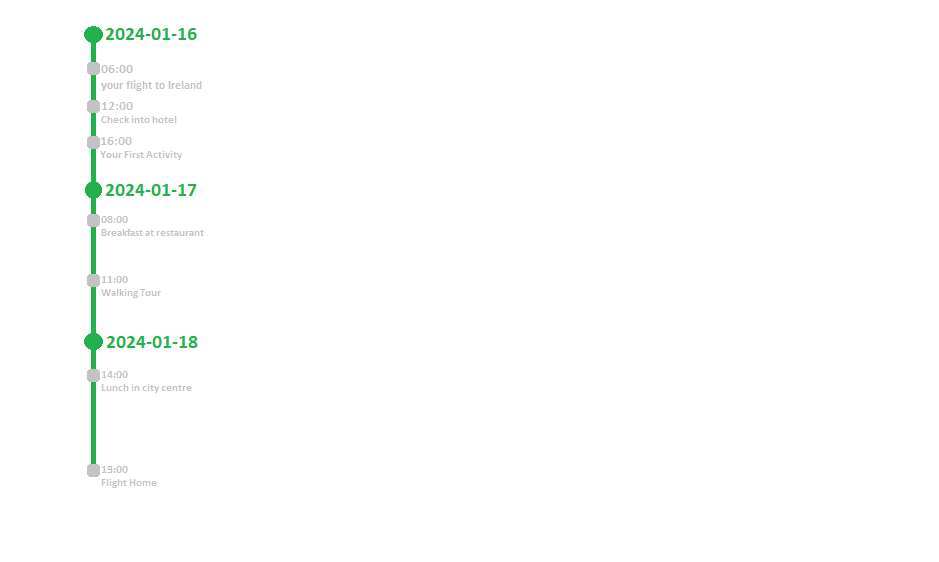 2024-01-16
06:00
your flight to Ireland
12:00
Check into hotel
16:00
Your First Activity
2024-01-17
08:00
Breakfast at restaurant
11:00
Walking Tour
2024-01-18
14:00
Lunch in city centre
19:00
Flight Home